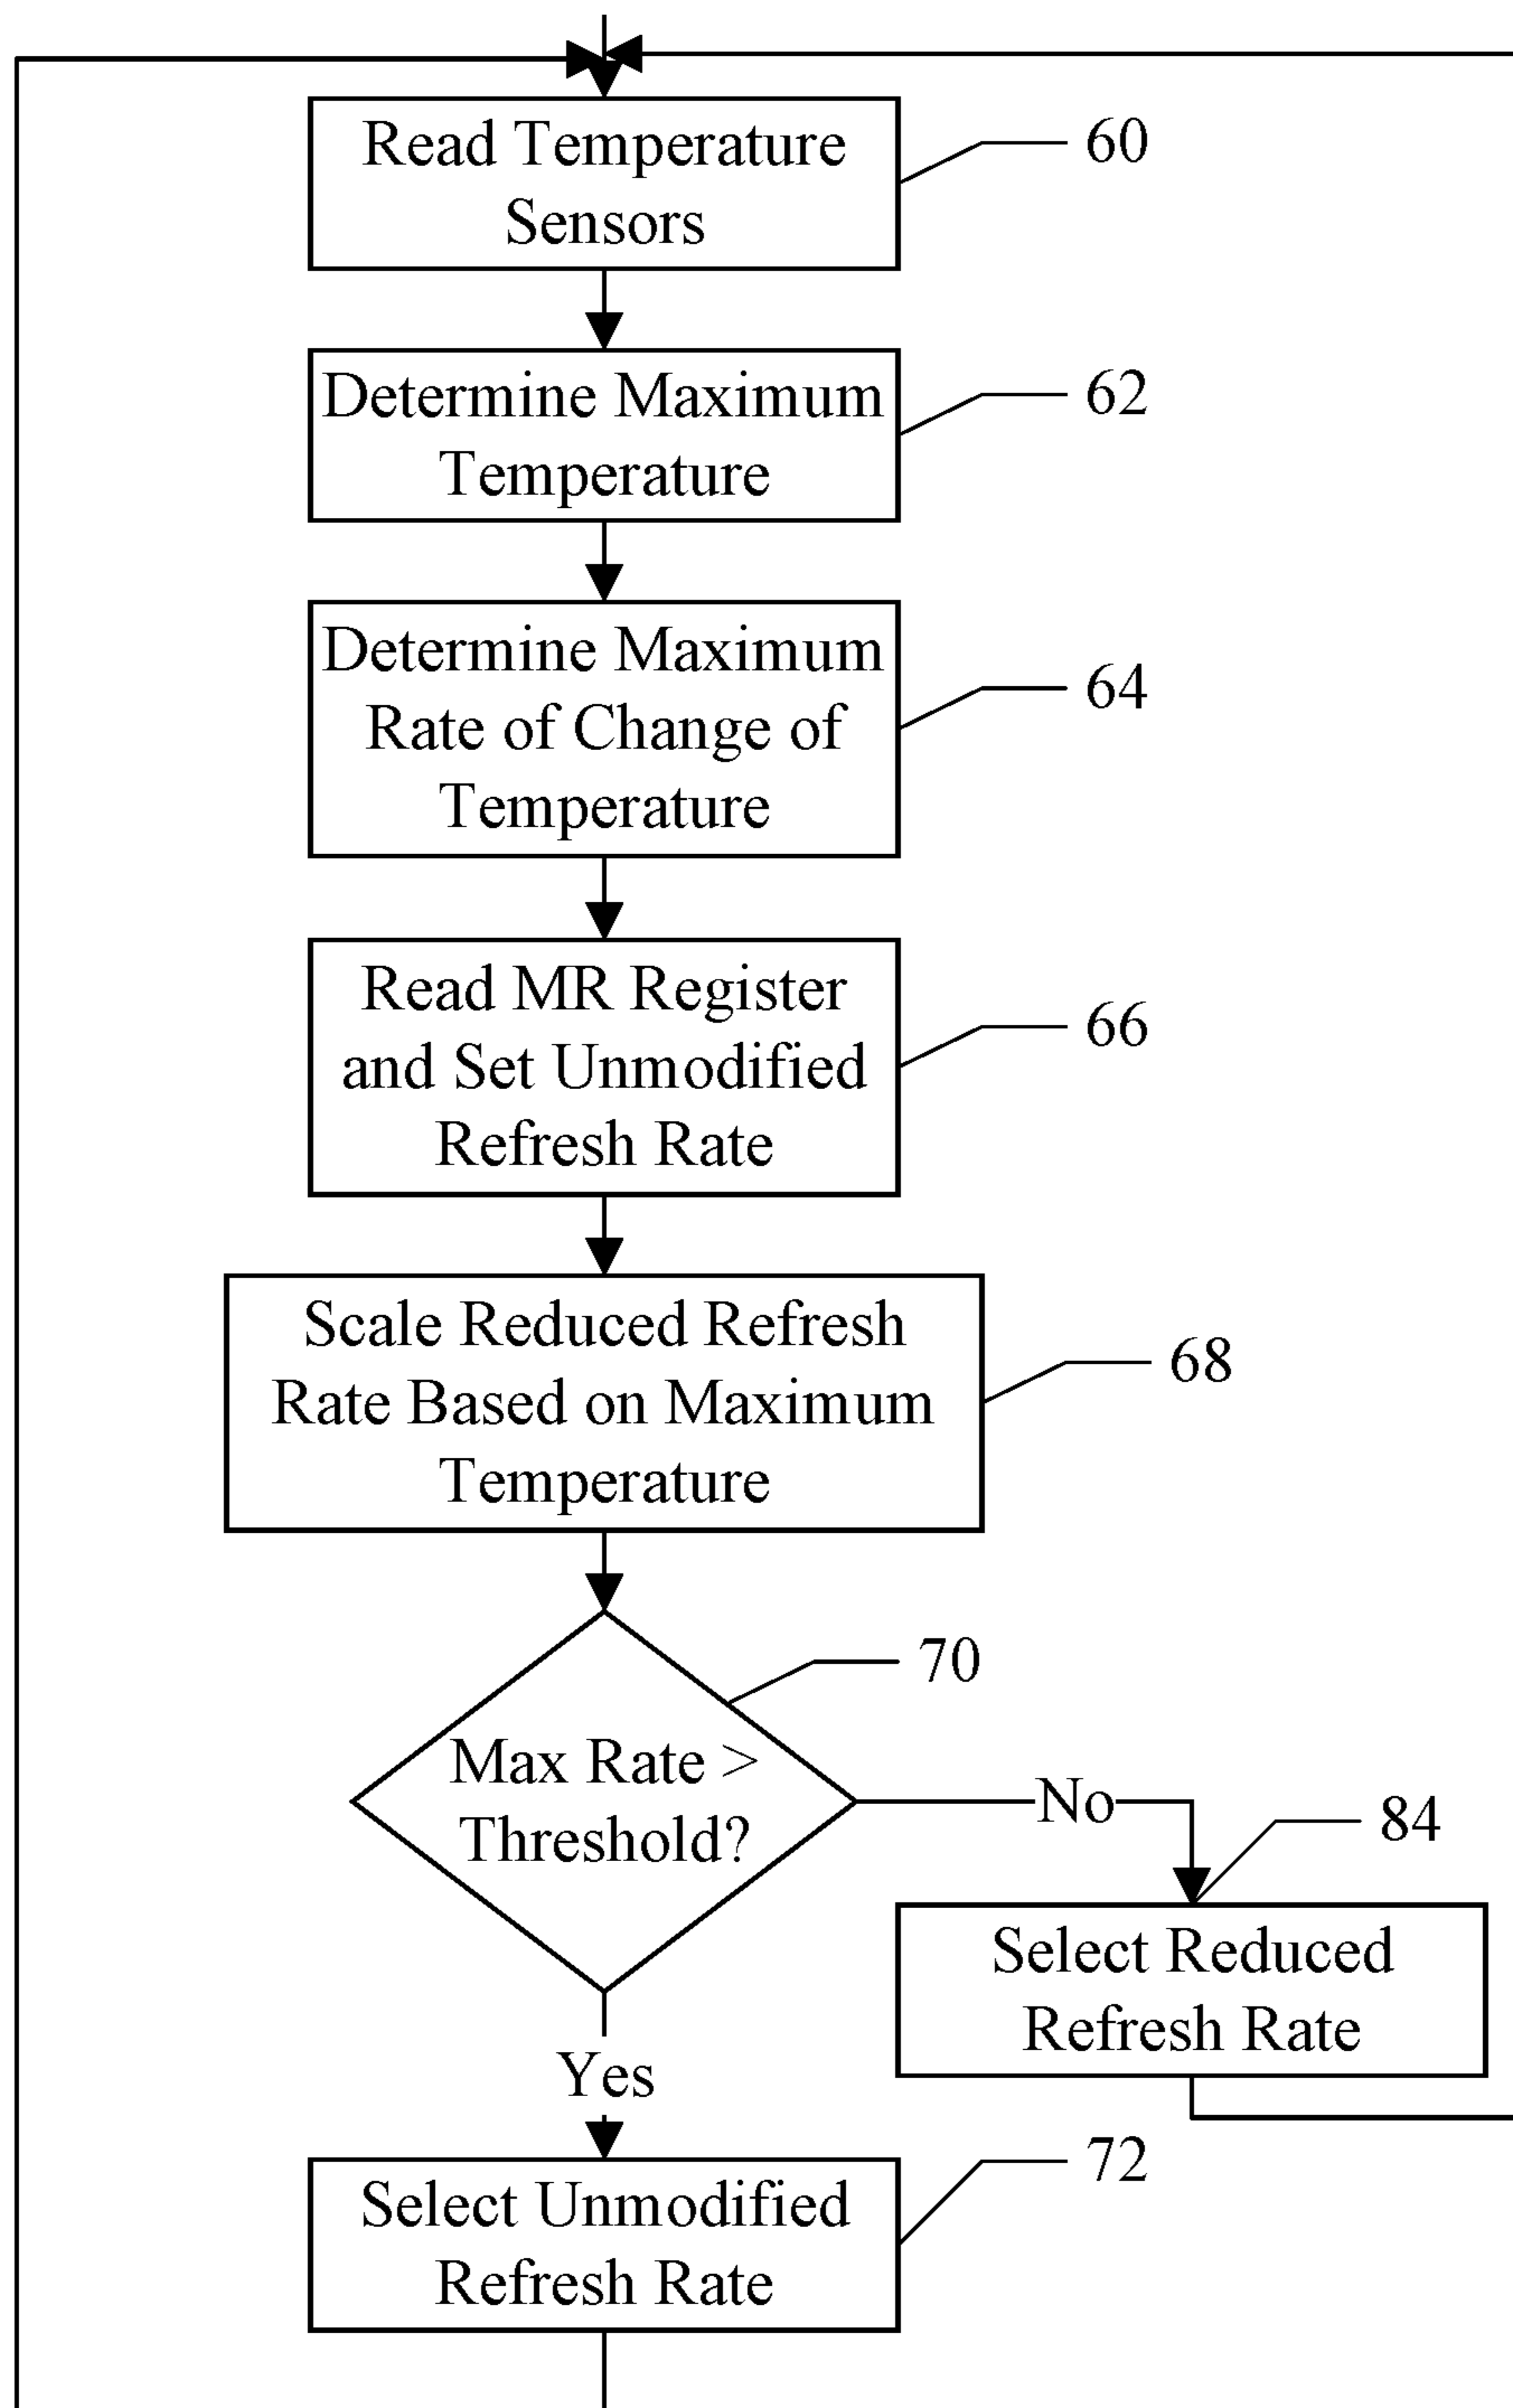 Read Temperature
Sensors
60
Determine Maximum
Temperature
62
Determine Maximum
Rate of Change of
Temperature
64
Read MR Register
and Set Unmodified
Refresh Rate
66
Scale Reduced Refresh
Rate Based on Maximum
Temperature
68
70
Max Rate >
Threshold?
No
84
Select Reduced
Refresh Rate
Yes
72
Select Unmodified
Refresh Rate